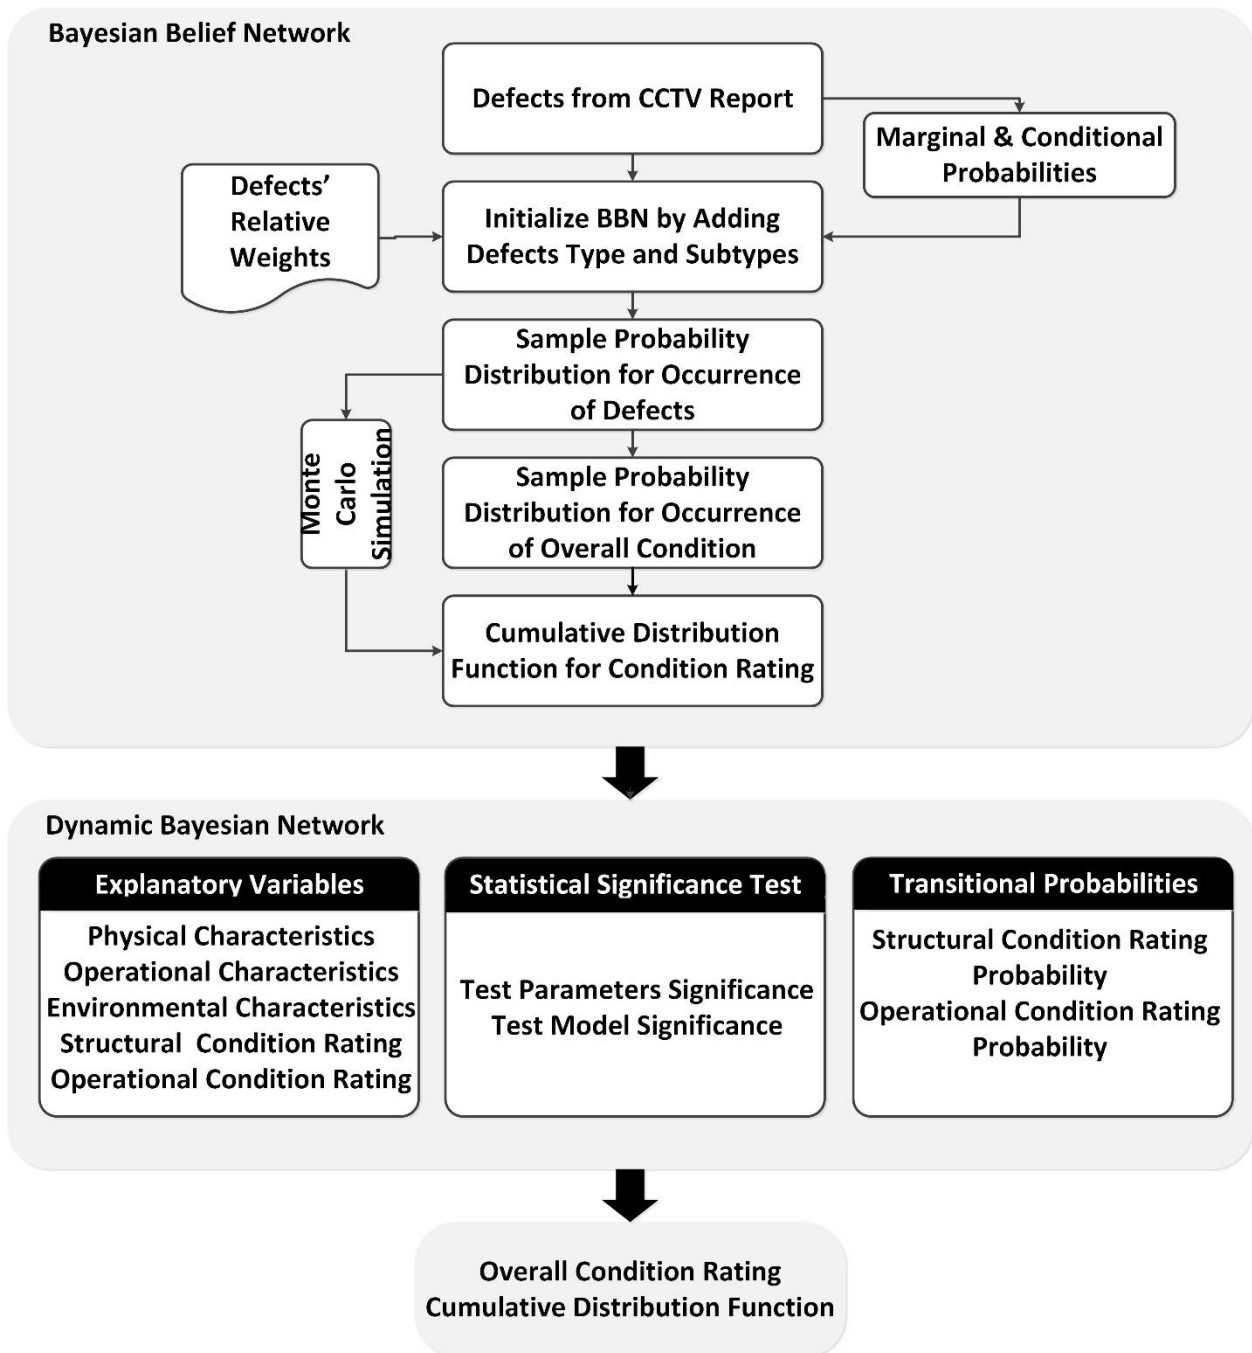 Bayesian Belief Network
Defects from CCTV Report
Marginal & Conditional
Probabilities
Defects’
Relative
Weights
Initialize BBN by Adding
Defects Type and Subtypes
Sample Probability
Distribution for Occurrence
of Defects
Monte
Carlo
Simulation
Sample Probability
Distribution for Occurrence
of Overall Condition
Cumulative Distribution
Function for Condition Rating
Dynamic Bayesian Network
Explanatory Variables
Physical Characteristics
Operational Characteristics
Environmental Characteristics
Structural Condition Rating
Operational Condition Rating
Statistical Significance Test
Test Parameters Significance
Test Model Significance
Transitional Probabilities
Structural Condition Rating
Probability
Operational Condition Rating
Probability
Overall Condition Rating
Cumulative Distribution Function